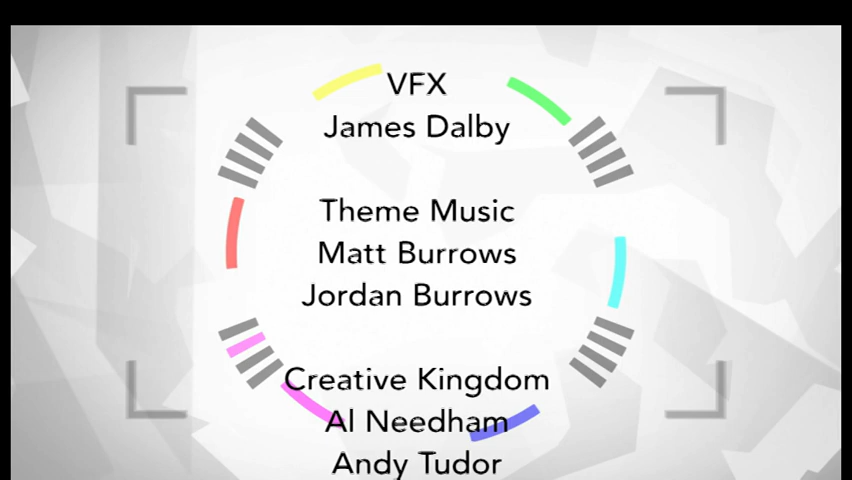 VFX
James Dalby
Theme Music
Matt Burrows
Jordan Burrows
Creative Kingdom
Al Needham
Andy Tudor